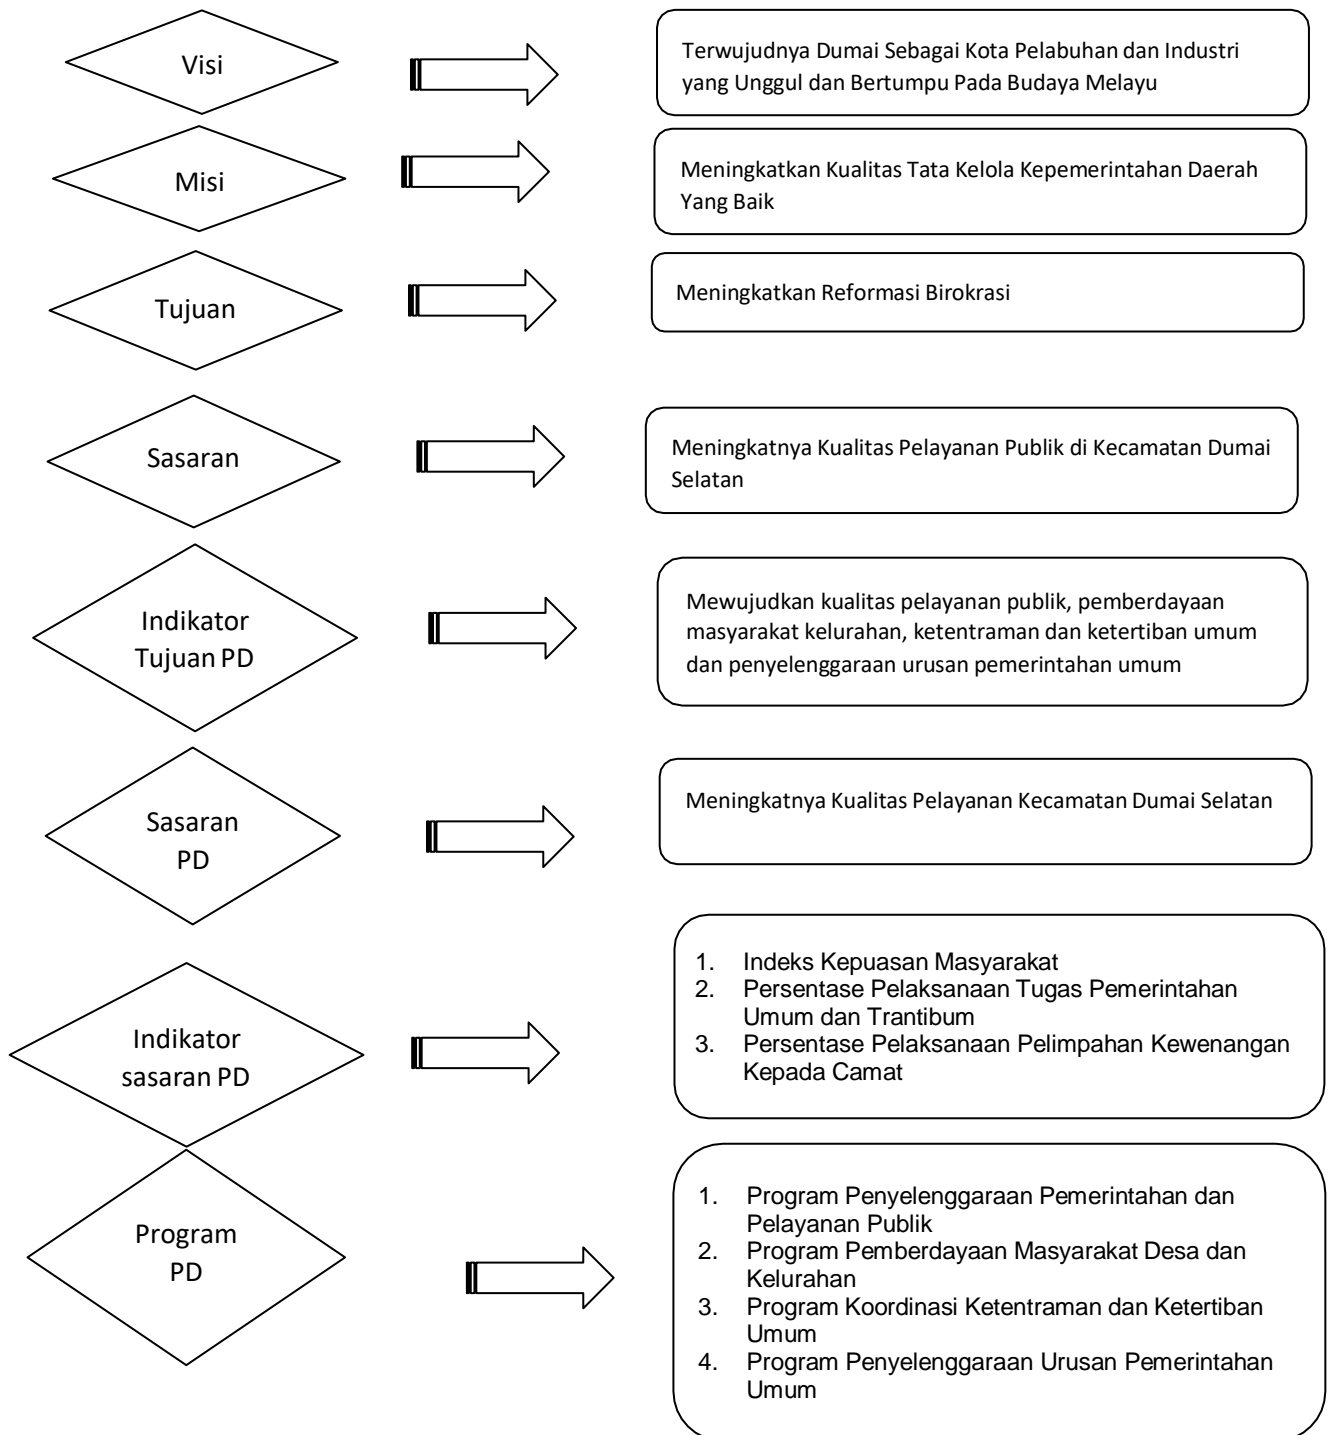 Visi
Terwujudnya Dumai Sebagai Kota Pelabuhan dan Industri
yang Unggul dan Bertumpu Pada Budaya Melayu
Misi
Meningkatkan Kualitas Tata Kelola Kepemerintahan Daerah
Yang Baik
Tujuan
Meningkatkan Reformasi Birokrasi
Sasaran
Meningkatnya Kualitas Pelayanan Publik di Kecamatan Dumai
Selatan
Indikator
Tujuan PD
Mewujudkan kualitas pelayanan publik, pemberdayaan
masyarakat kelurahan, ketentraman dan ketertiban umum
dan penyelenggaraan urusan pemerintahan umum
Sasaran
PD
Meningkatnya Kualitas Pelayanan Kecamatan Dumai Selatan
Indikator
sasaran PD
1. Indeks Kepuasan Masyarakat
2. Persentase Pelaksanaan Tugas Pemerintahan
Umum dan Trantibum
3. Persentase Pelaksanaan Pelimpahan Kewenangan
Kepada Camat
Program
PD
1. Program Penyelenggaraan Pemerintahan dan
Pelayanan Publik
2. Program Pemberdayaan Masyarakat Desa dan
Kelurahan
3. Program Koordinasi Ketentraman dan Ketertiban
Umum
4. Program Penyelenggaraan Urusan Pemerintahan
Umum